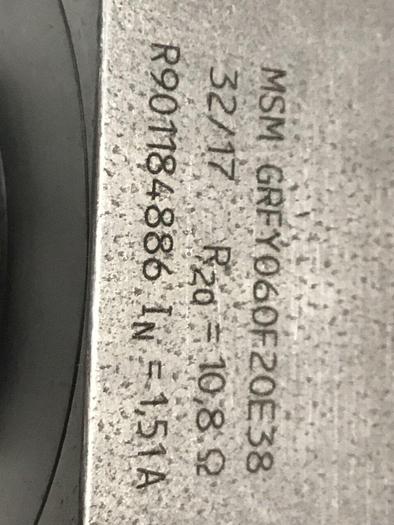 MSM GRFY060F20E38
32/17 R20 = 10,8 Ω
R901184886 IN = 1,51A